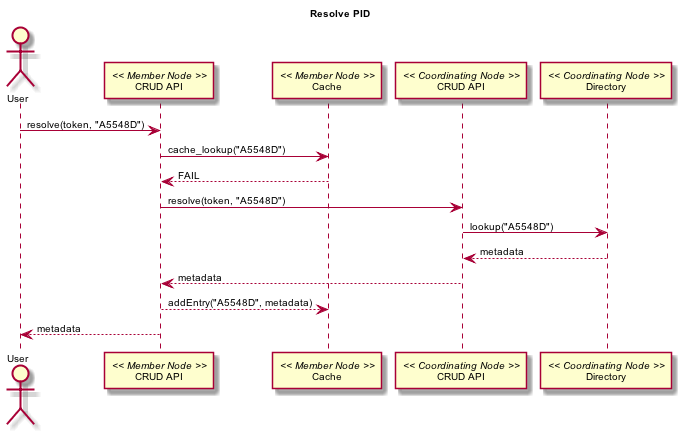 Resolve PID
User
<< Member Node >>
CRUD API
<< Member Node >>
Cache
<< Coordinating Node >>
CRUD API
<< Coordinating Node >>
Directory
resolve(token, "A5548D")
cache_lookup("A5548D")
FAIL
resolve(token, "A5548D")
lookup("A5548D")
metadata
metadata
addEntry("A5548D", metadata)
metadata
User
<< Member Node >>
CRUD API
<< Member Node >>
Cache
<< Coordinating Node >>
CRUD API
<< Coordinating Node >>
Directory